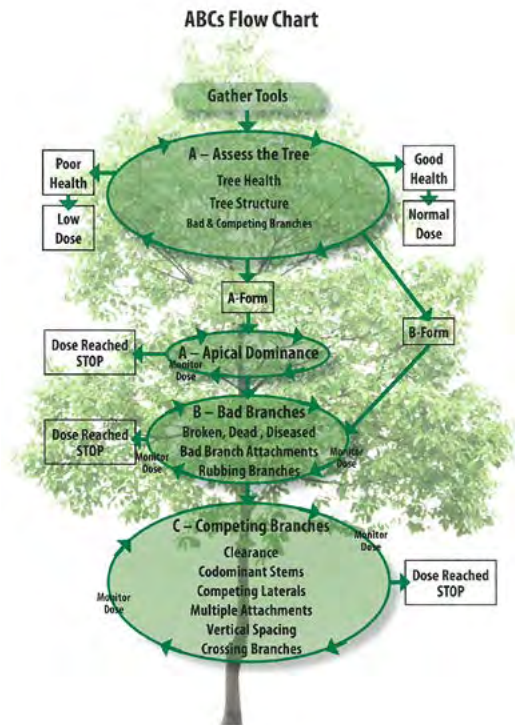 ABCs Flow Chart
Gather Tools
A – Assess the Tree
Tree Health
Tree Structure
Bad & Competing Branches
Poor
Health
Low
Dose
Good
Health
Normal
Dose
A-Form
B-Form
A – Apical Dominance
Monitor
Dose
Dose Reached
STOP
B – Bad Branches
Broken, Dead , Diseased
Bad Branch Attachments
Rubbing Branches
Monitor
Dose
Monitor
Dose
Dose Reached
STOP
C – Competing Branches
Clearance
Codominant Stems
Competing Laterals
Multiple Attachments
Vertical Spacing
Crossing Branches
Monitor
Dose
Monitor
Dose
Dose Reached
STOP